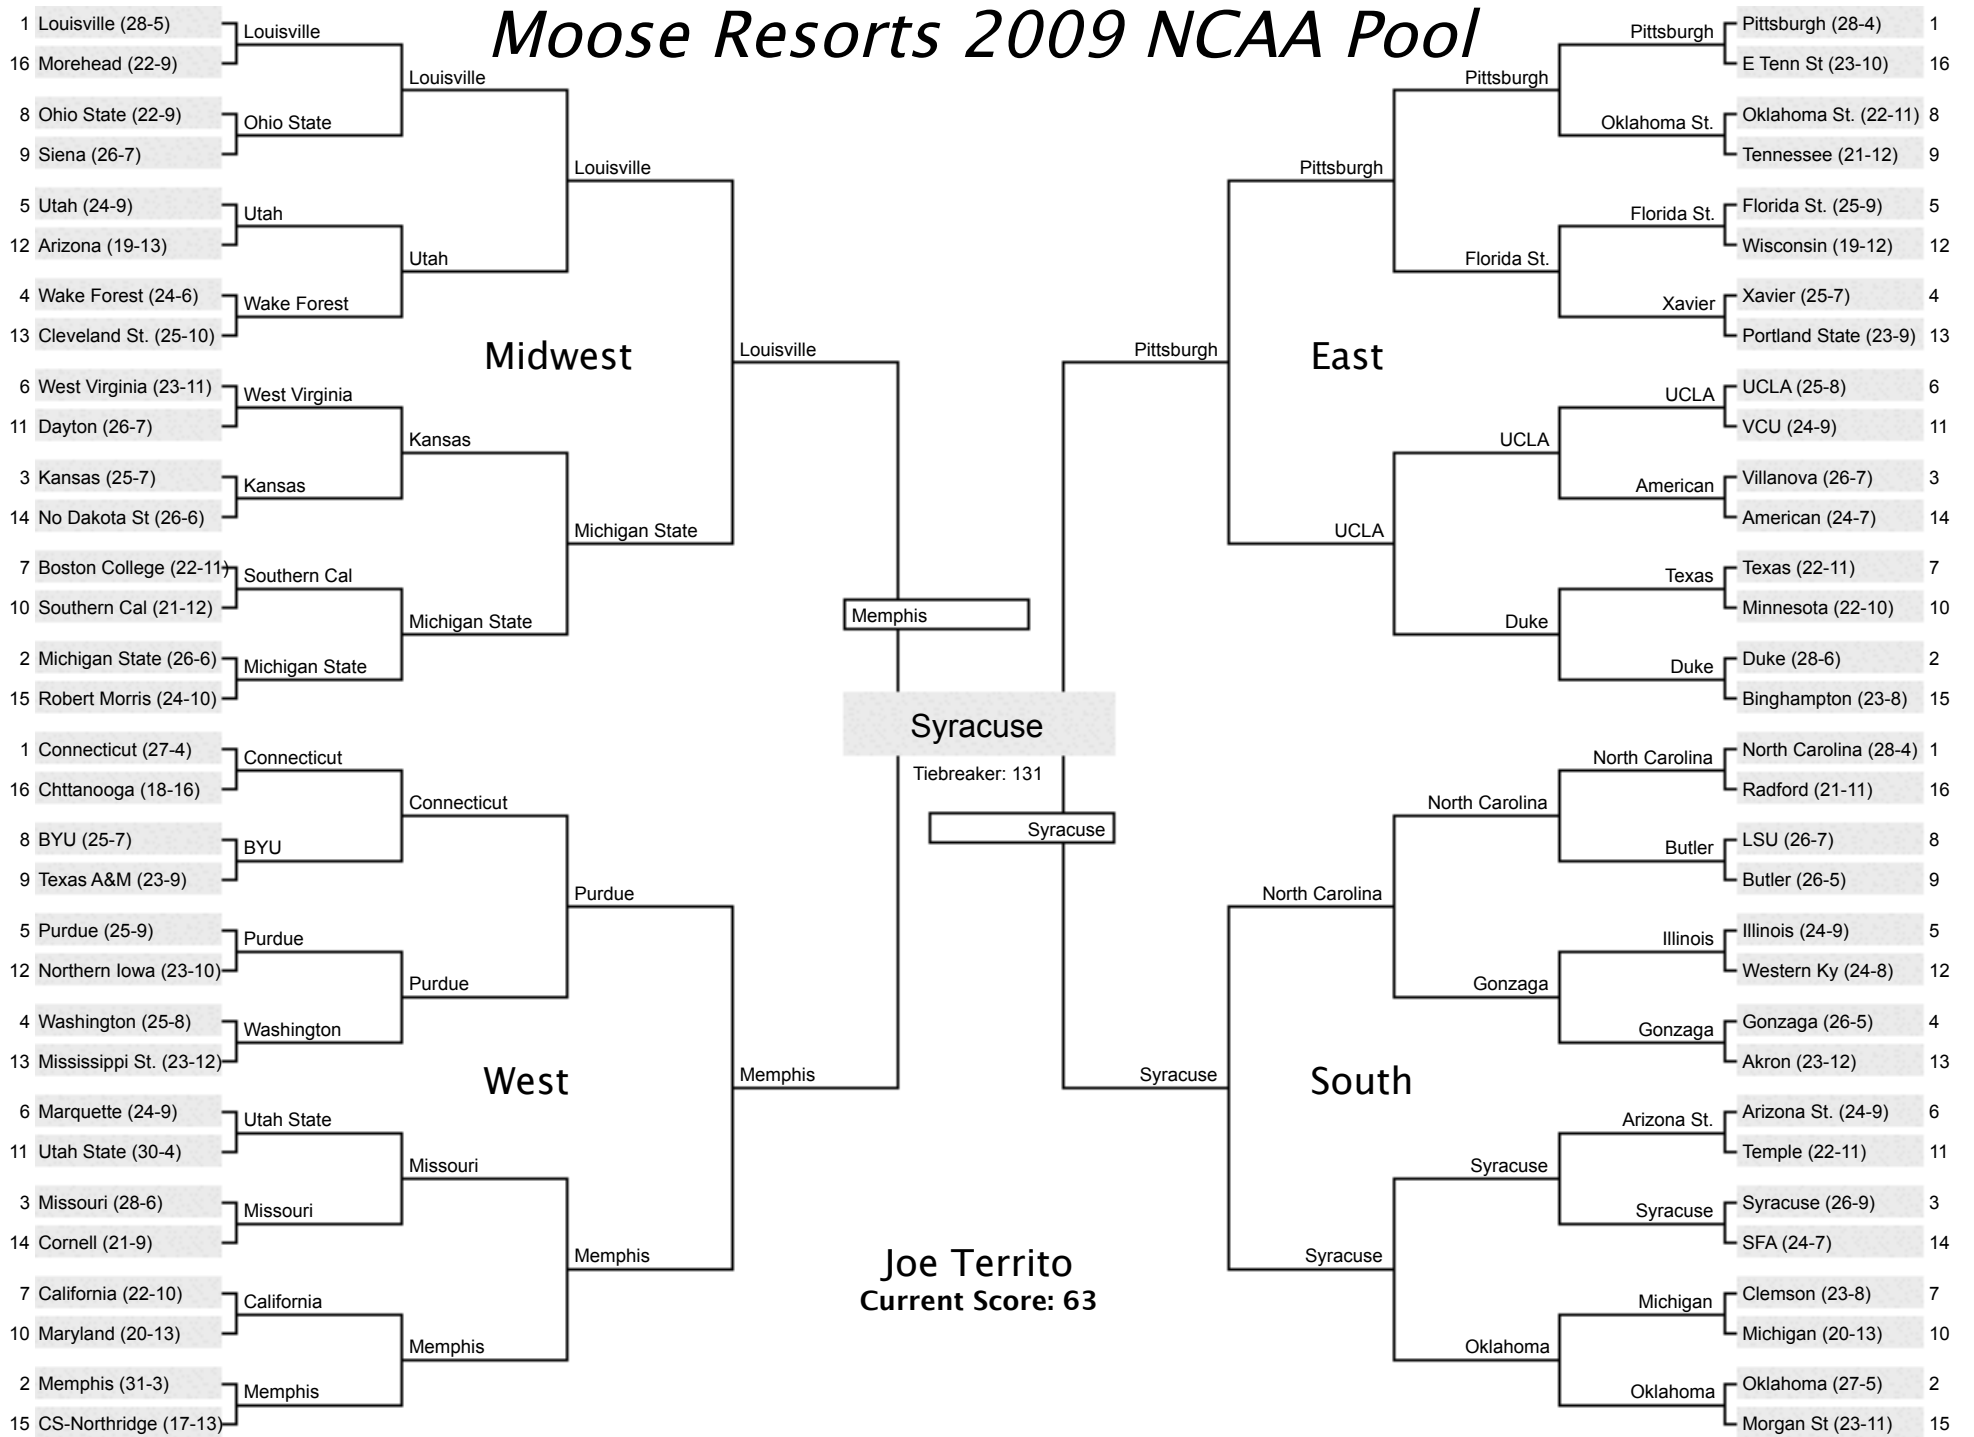 Moose Resorts 2009 NCAA Pool
1 Louisville (28-5)
16 Morehead (22-9)
8 Ohio State (22-9)
9 Siena (26-7)
5 Utah (24-9)
12 Arizona (19-13)
4 Wake Forest (24-6)
13 Cleveland St. (25-10)
6 West Virginia (23-11)
11 Dayton (26-7)
3 Kansas (25-7)
14 No Dakota St (26-6)
7 Boston College (22-11)
10 Southern Cal (21-12)
2 Michigan State (26-6)
15 Robert Morris (24-10)
Louisville
Ohio State
Utah
Wake Forest
West Virginia
Kansas
Southern Cal
Michigan State
Louisville
Utah
Kansas
Michigan State
Louisville
Michigan State
Louisville
Midwest
1 Connecticut (27-4)
16 Chttanooga (18-16)
8 BYU (25-7)
9 Texas A&M (23-9)
5 Purdue (25-9)
12 Northern Iowa (23-10)
4 Washington (25-8)
13 Mississippi St. (23-12)
6 Marquette (24-9)
11 Utah State (30-4)
3 Missouri (28-6)
14 Cornell (21-9)
7 California (22-10)
10 Maryland (20-13)
2 Memphis (31-3)
15 CS-Northridge (17-13)
Connecticut
BYU
Purdue
Washington
Utah State
Missouri
California
Memphis
Connecticut
Purdue
Missouri
Memphis
Purdue
Memphis
Memphis
West
Memphis
Syracuse
Tiebreaker: 131
Syracuse
Joe Territo
Current Score: 63
Pittsburgh
East
Pittsburgh
UCLA
Pittsburgh
Florida St.
UCLA
Duke
Pittsburgh
Oklahoma St.
Florida St.
Xavier
UCLA
American
Texas
Duke
Pittsburgh (28-4) 1
E Tenn St (23-10) 16
Oklahoma St. (22-11) 8
Tennessee (21-12) 9
Florida St. (25-9) 5
Wisconsin (19-12) 12
Xavier (25-7) 4
Portland State (23-9) 13
UCLA (25-8) 6
VCU (24-9) 11
Villanova (26-7) 3
American (24-7) 14
Texas (22-11) 7
Minnesota (22-10) 10
Duke (28-6) 2
Binghampton (23-8) 15
Syracuse
South
North Carolina
Syracuse
North Carolina
Gonzaga
Syracuse
Oklahoma
North Carolina
Butler
Illinois
Gonzaga
Arizona St.
Syracuse
Michigan
Oklahoma
North Carolina (28-4) 1
Radford (21-11) 16
LSU (26-7) 8
Butler (26-5) 9
Illinois (24-9) 5
Western Ky (24-8) 12
Gonzaga (26-5) 4
Akron (23-12) 13
Arizona St. (24-9) 6
Temple (22-11) 11
Syracuse (26-9) 3
SFA (24-7) 14
Clemson (23-8) 7
Michigan (20-13) 10
Oklahoma (27-5) 2
Morgan St (23-11) 15